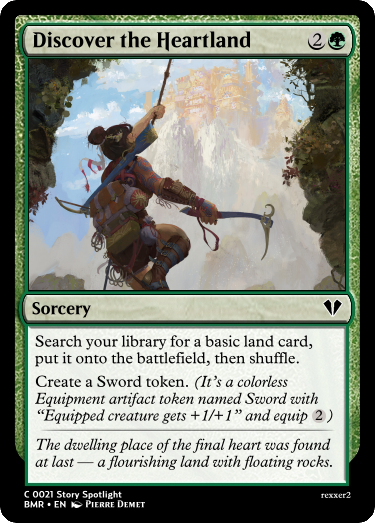 Discover the Heartland 2
Sorcery
Search your library for a basic land card,
put it onto the battlefield, then shuffle.
Create a Sword token. (It's a colorless
Equipment artifact token named Sword with
“Equipped creature gets +1/+1” and equip 2)
The dwelling place of the final heart was found
at last — a flourishing land with floating rocks.
C 0021 Story Spotlight
BMR • EN Pierre Demet
rexxer2